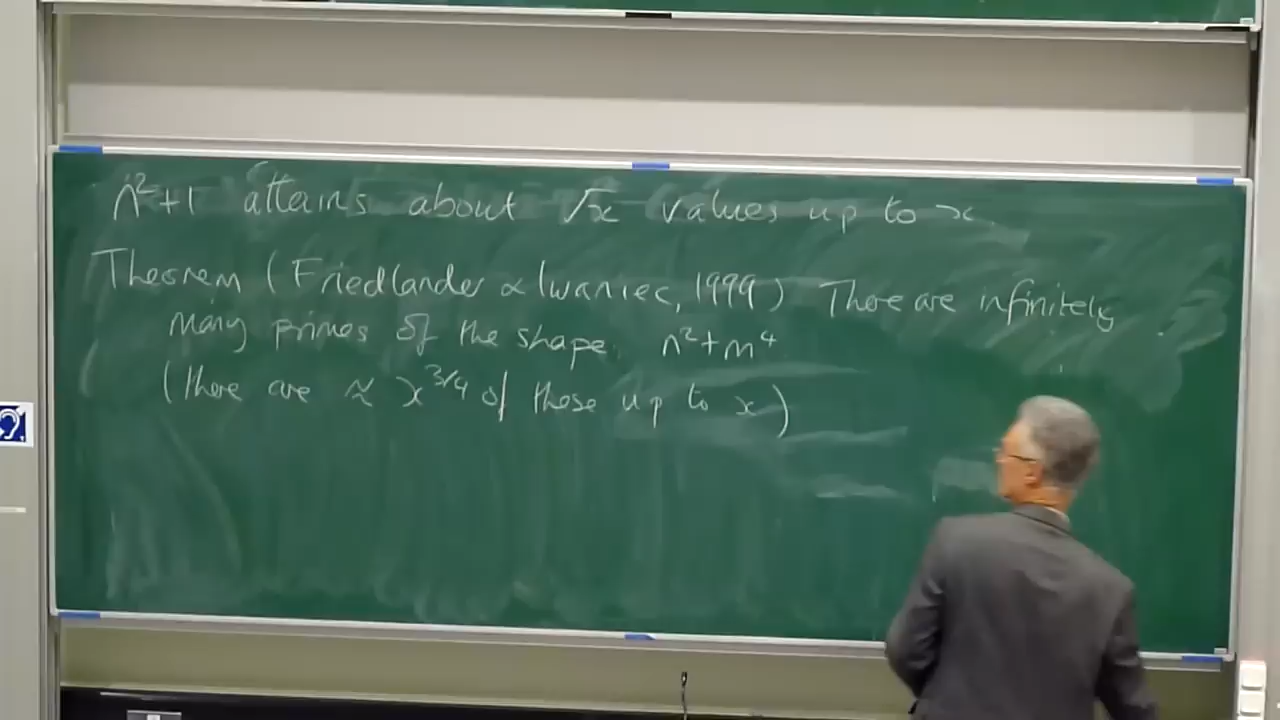 n²+1 attains about √x values up to x.
Theorem (Friedlander & Iwaniec, 1999) There are infinitely
many primes of the shape n²+m⁴
(there are ≈ x^{3/4} of these up to x)